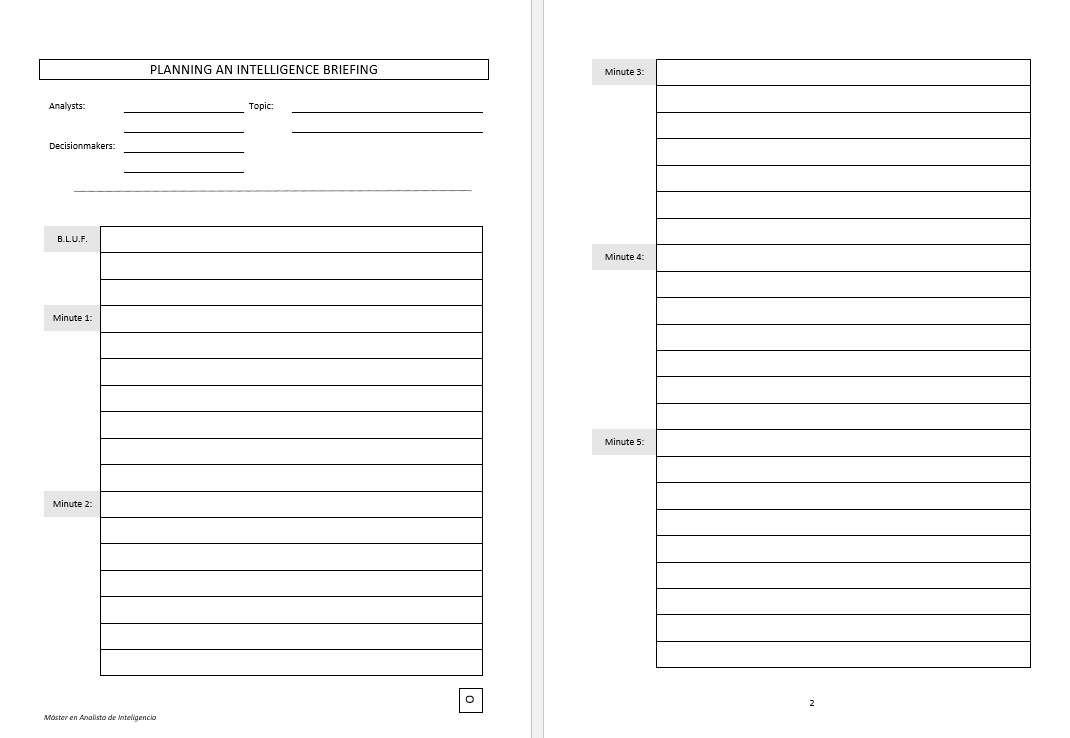 PLANNING AN INTELLIGENCE BRIEFING
Analysts: Topic:
Decisionmakers:
B.L.U.F.
Minute 1:
Minute 2:
O
Máster en Analista de Inteligencia
Minute 3:
Minute 4:
Minute 5:
2